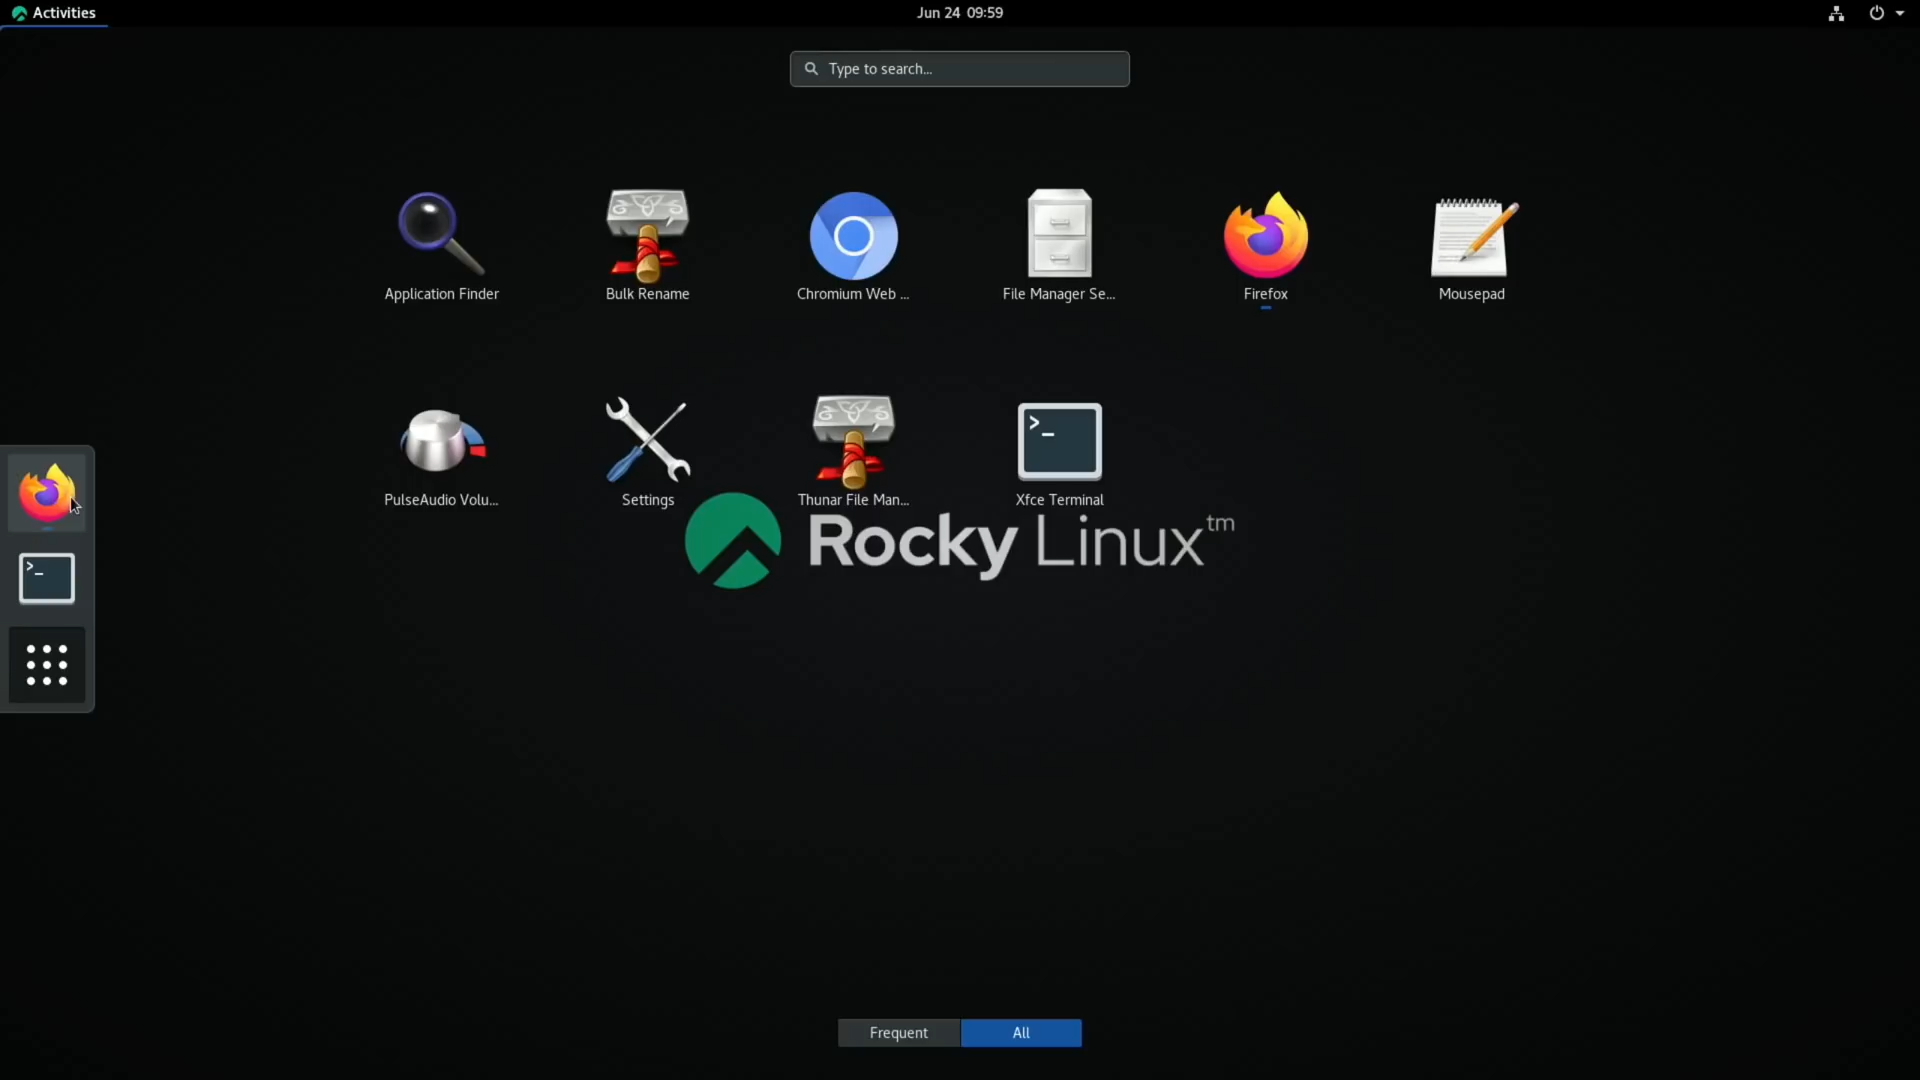 Activities
Jun 24 09:59
Type to search...
Application Finder
Bulk Rename
Chromium Web ...
File Manager Se...
Firefox
Mousepad
PulseAudio Volu...
Settings
Thunar File Man...
Xfce Terminal
Rocky Linux™
Frequent
All